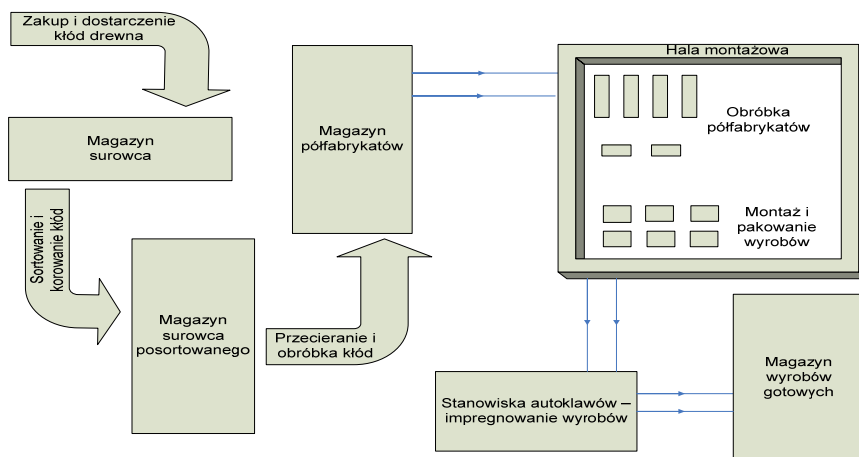 Zakup i dostarczenie
kłód drewna
Magazyn
surowca
Sortowanie i
korowanie kłód
Magazyn
surowca
posortowanego
Przecieranie i
obróbka kłód
Magazyn
półfabrykatów
Hala montażowa
Obróbka
półfabrykatów
Montaż i
pakowanie
wyrobów
Stanowiska autoklawów –
impregnowanie wyrobów
Magazyn
wyrobów
gotowych